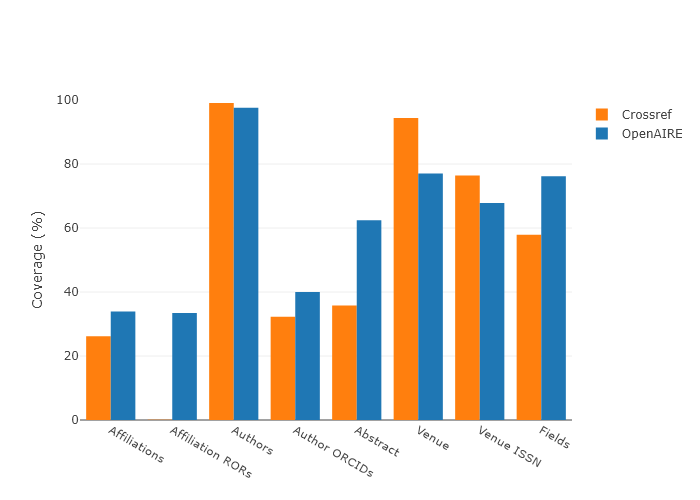 100
80
60
40
20
0
Coverage (%)
Affiliations
Affiliation RORs
Authors
Author ORCIDs
Abstract
Venue
Venue ISSN
Fields
Crossref
OpenAIRE